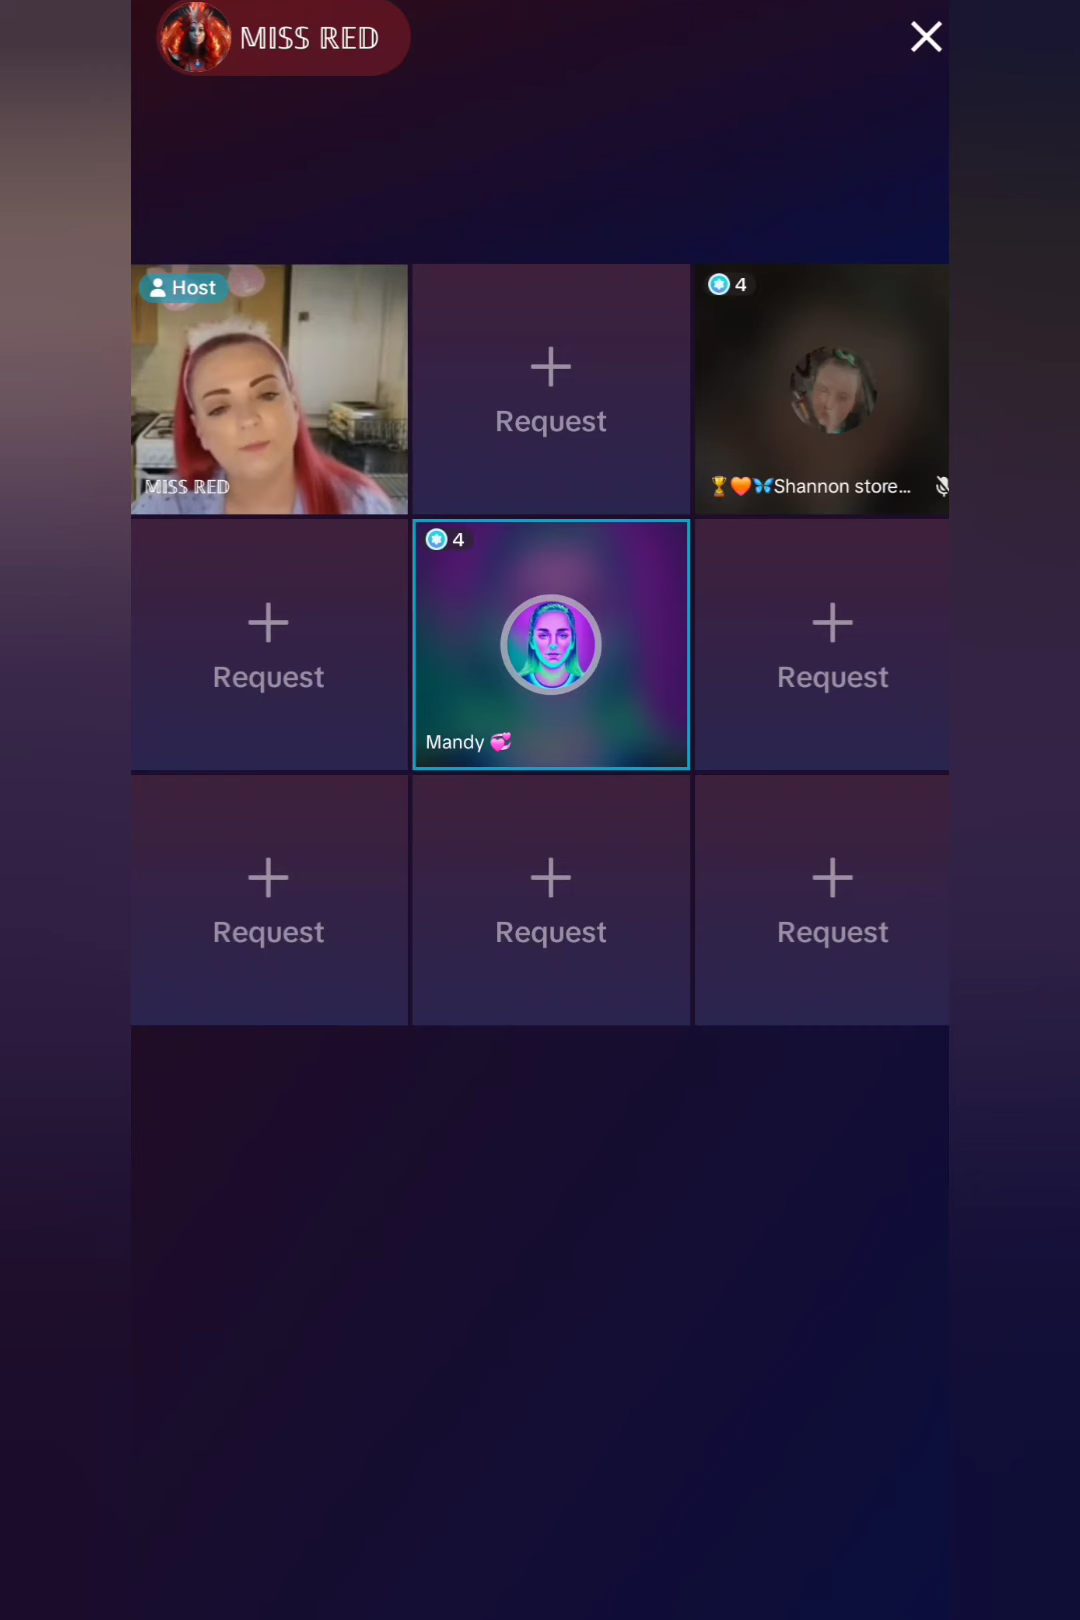 MISS RED
Host
MISS RED
Request
4
🏆🧡🦋Shannon store...
Request
4
Mandy 💞
Request
Request
Request
Request